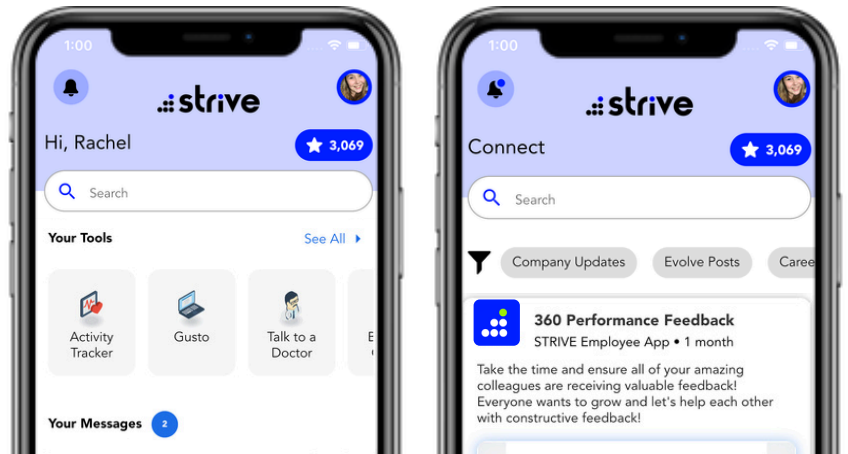 1:00
strive
Hi, Rachel
3,069
Search
Your Tools
See All
Activity
Tracker
Gusto
Talk to a
Doctor
Your Messages
2
1:00
strive
Connect
3,069
Search
Company Updates
Evolve Posts
Caree
360 Performance Feedback
STRIVE Employee App • 1 month
Take the time and ensure all of your amazing
colleagues are receiving valuable feedback!
Everyone wants to grow and let's help each other
with constructive feedback!